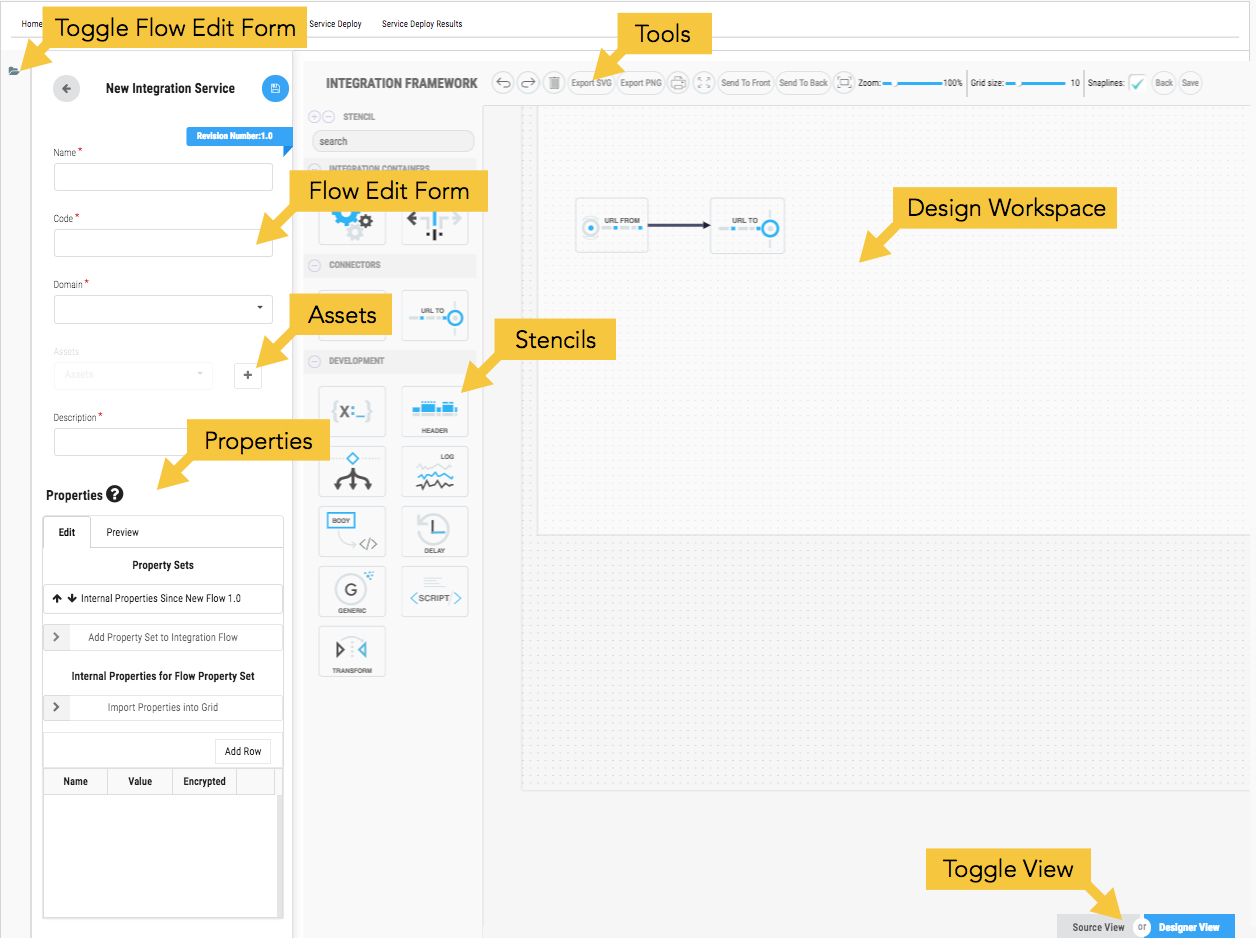 Home
Toggle Flow Edit Form
Service Deploy
Service Deploy Results
Tools
New Integration Service
INTEGRATION FRAMEWORK
Export SVG
Export PNG
Send To Front
Send To Back
Zoom:
100%
Grid size:
10
Snaplines:
Back
Save
Revision Number:1.0
STENCIL
search
Name *
INTEGRATION CONTAINERS
Flow Edit Form
Design Workspace
Code *
URL FROM
URL TO
CONNECTORS
Domain *
Assets
URL TO
Stencils
Assets
Assets
DEVELOPMENT
{X:_}
HEADER
Description *
Properties
LOG
Properties ?
BODY
</>
DELAY
Edit
Preview
Property Sets
G
GENERIC
<SCRIPT>
Internal Properties Since New Flow 1.0
Add Property Set to Integration Flow
TRANSFORM
Internal Properties for Flow Property Set
Import Properties into Grid
Add Row
Name
Value
Encrypted
Toggle View
Source View
or
Designer View